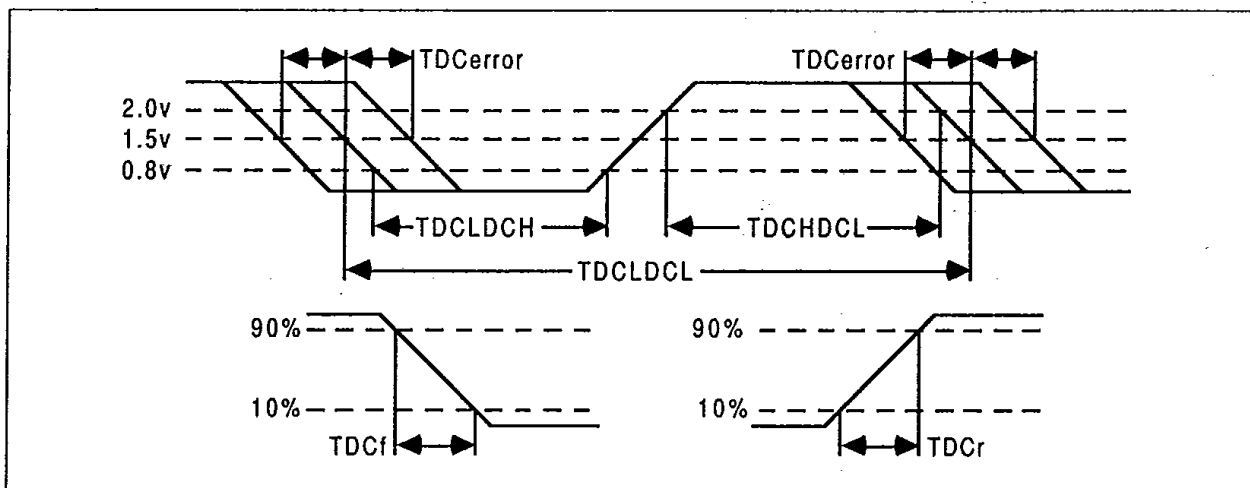 TDCerror TDCerror
2.0v
1.5v
0.8v
TDCLDCH TDCHDCL
TDCLDCL
90% 90%
10% 10%
TDCf TDCr